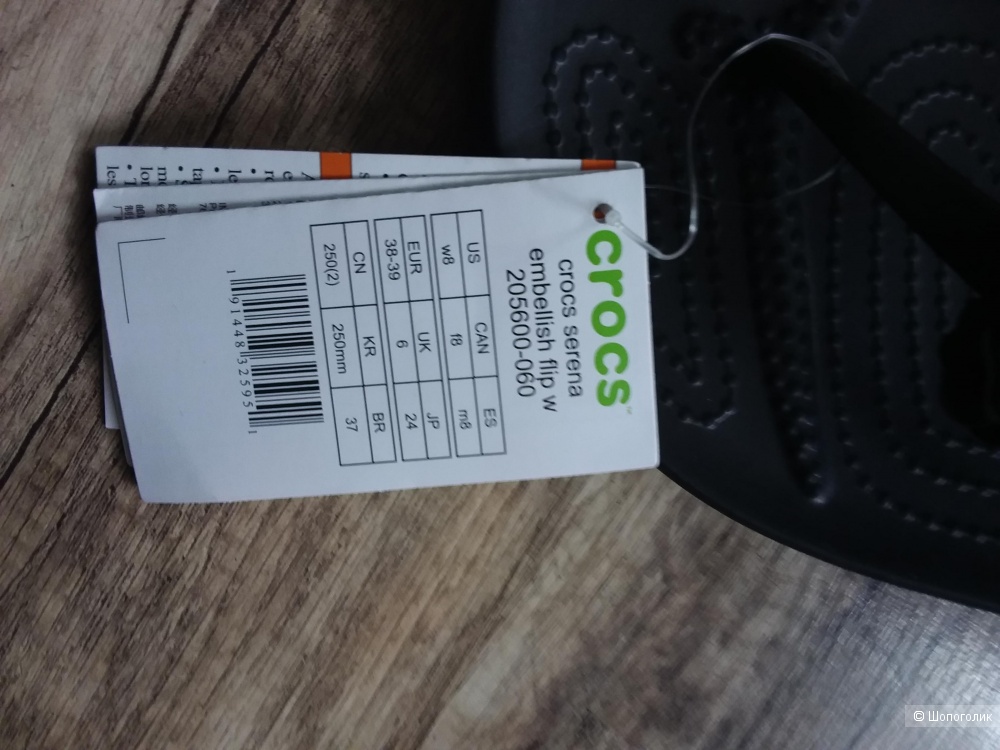 crocs™
crocs serena
embellish flip w
205600-060
US CAN ES
w8 f8 m8
EUR UK JP
38-39 6 24
CN KR BR
250(2) 250mm 37
1 91448 32595 1
© Шопоголик